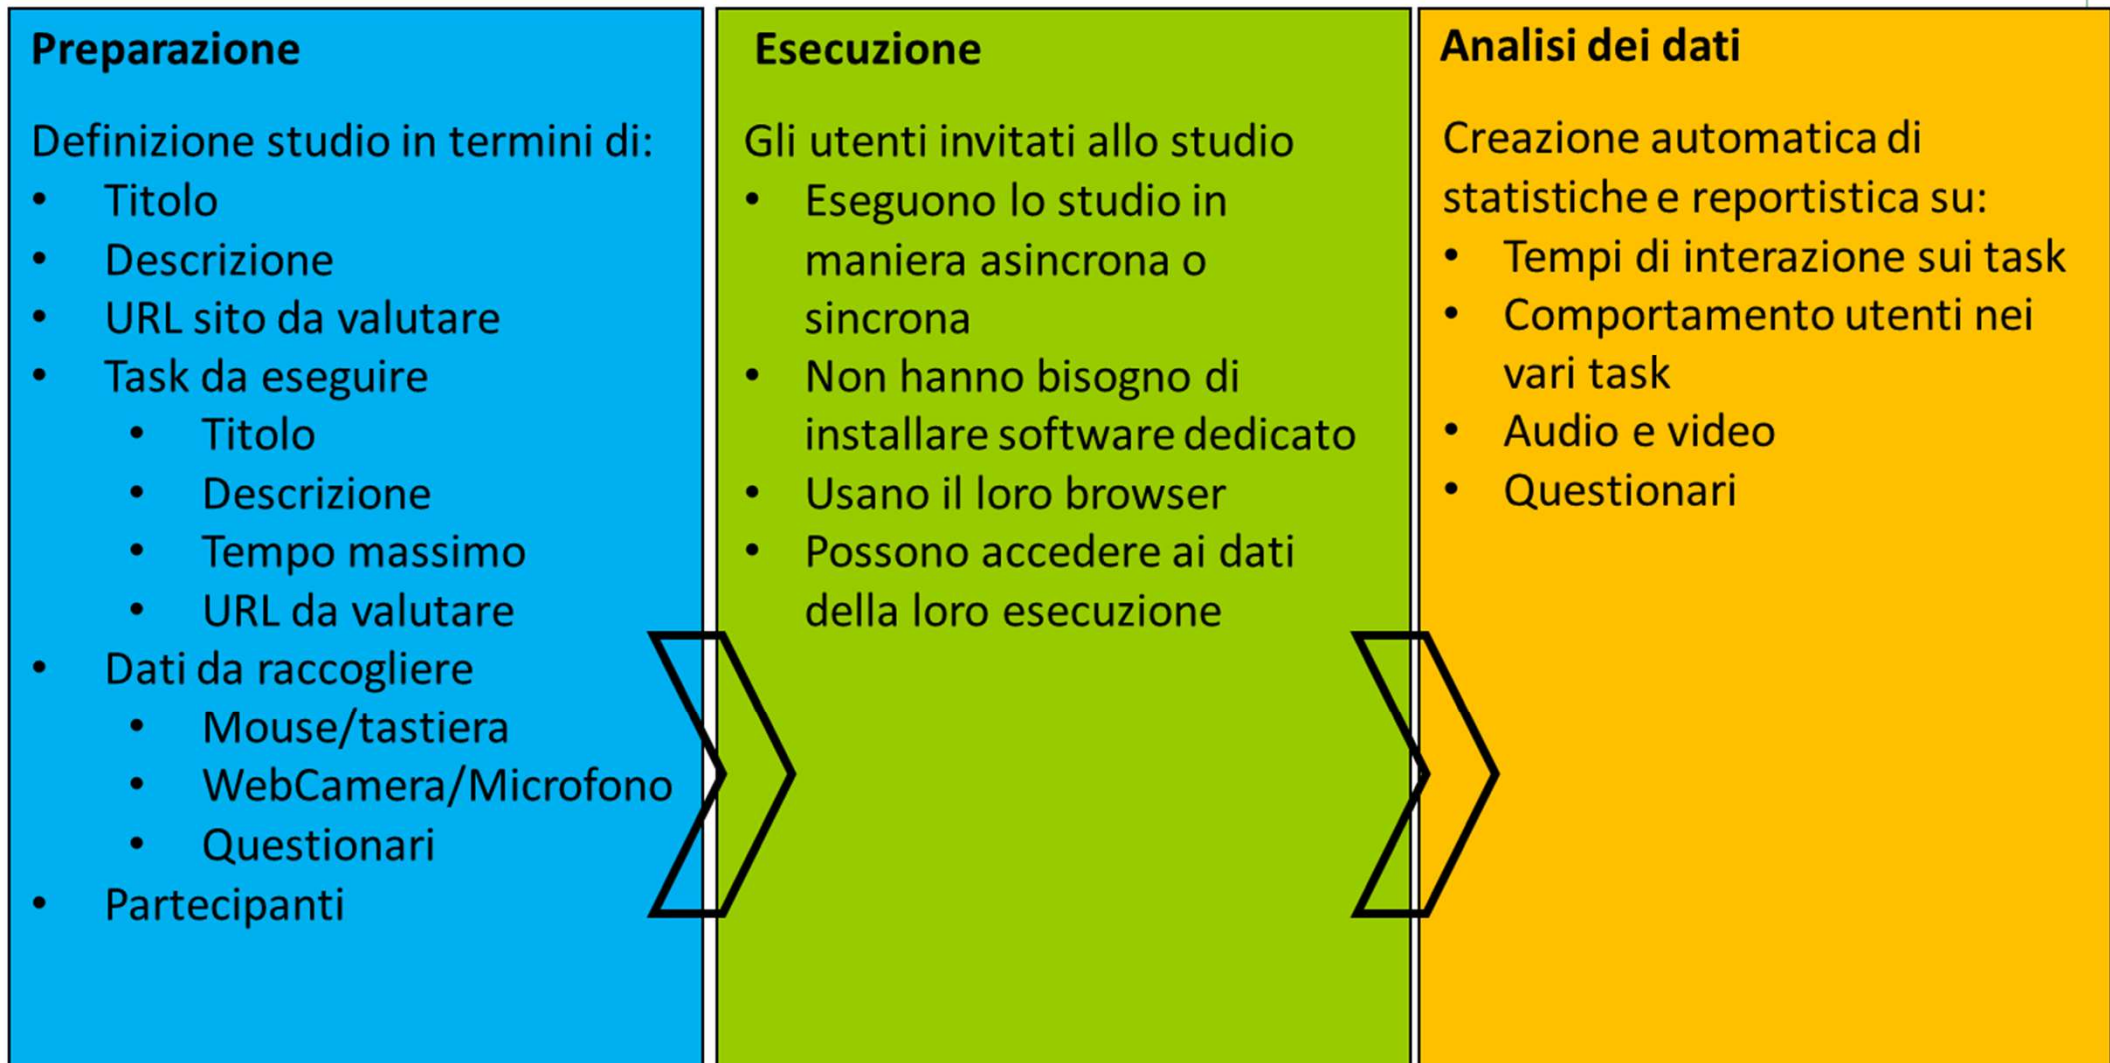 Preparazione
Definizione studio in termini di:
• Titolo
• Descrizione
• URL sito da valutare
• Task da eseguire
• Titolo
• Descrizione
• Tempo massimo
• URL da valutare
• Dati da raccogliere
• Mouse/tastiera
• WebCamera/Microfono
• Questionari
• Partecipanti
Esecuzione
Gli utenti invitati allo studio
• Eseguono lo studio in
maniera asincrona o
sincrona
• Non hanno bisogno di
installare software dedicato
• Usano il loro browser
• Possono accedere ai dati
della loro esecuzione
Analisi dei dati
Creazione automatica di
statistiche e reportistica su:
• Tempi di interazione sui task
• Comportamento utenti nei
vari task
• Audio e video
• Questionari